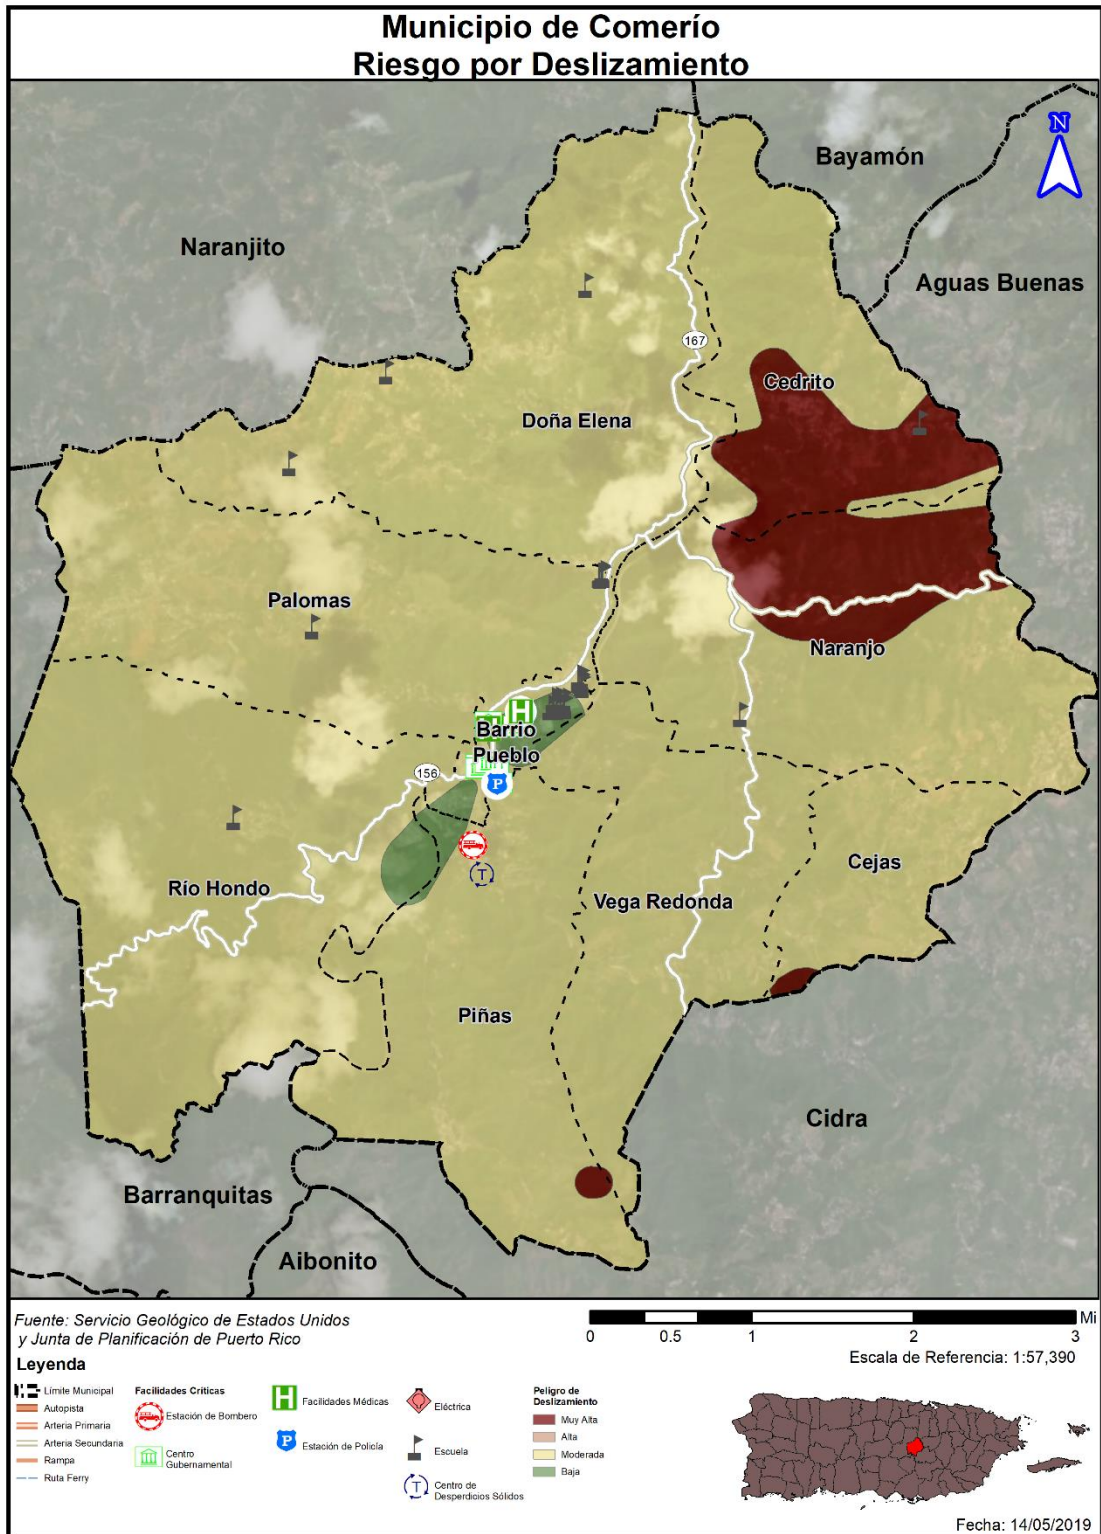 Municipio de Comerío
Riesgo por Deslizamiento
N
Bayamón
Naranjito
Aguas Buenas
167
Cedrito
Doña Elena
Palomas
Naranjo
Barrio
Pueblo
156
P
T
Cejas
Río Hondo
Vega Redonda
Piñas
Cidra
Barranquitas
Aibonito
H
H
Fuente: Servicio Geológico de Estados Unidos
y Junta de Planificación de Puerto Rico
Mi
0 0.5 1 2 3
Escala de Referencia: 1:57,390
Leyenda
Límite Municipal
Autopista
Arteria Primaria
Arteria Secundaria
Rampa
Ruta Ferry
Facilidades Críticas
Estación de Bombero
Centro
Gubernamental
H
Facilidades Médicas
P
Estación de Policía
Eléctrica
Escuela
T
Centro de
Desperdicios Sólidos
Peligro de
Deslizamiento
Muy Alta
Alta
Moderada
Baja
Fecha: 14/05/2019